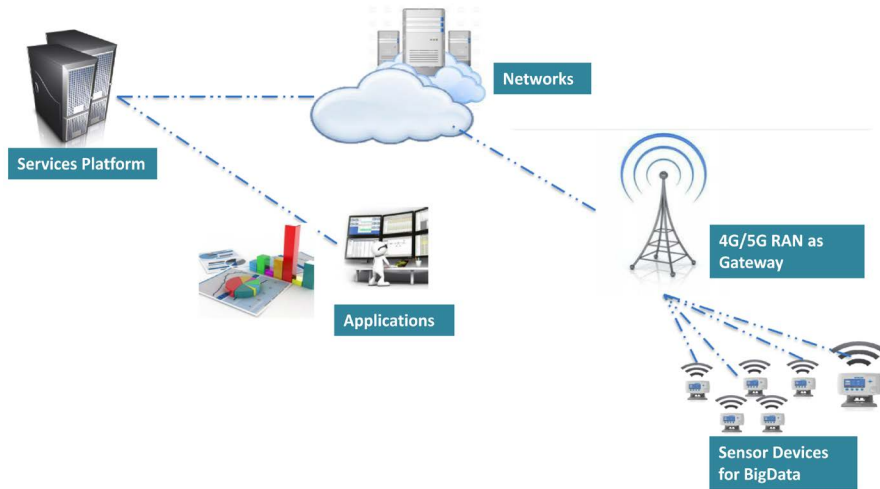 Networks
Services Platform
4G/5G RAN as
Gateway
Applications
Sensor Devices
for BigData